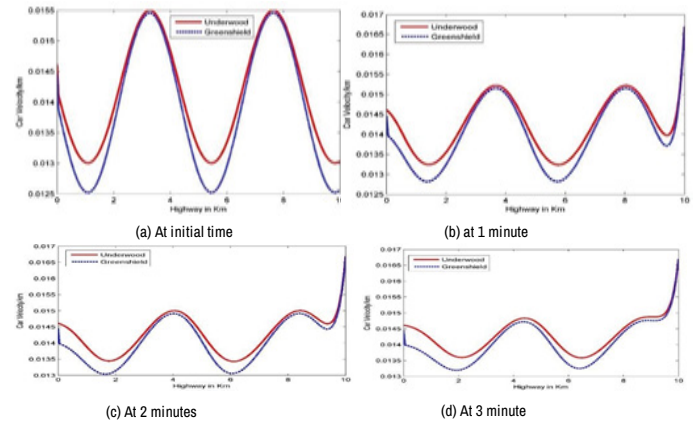 0.0155
Underwood
Greenshield
0.015
0.0145
0.014
0.0135
0.013
0.0125
Car Velocity/km
0 2 4 6 8 10
Highway in Km
(a) At initial time
0.017
Underwood
Greenshield
0.0165
0.016
0.0155
0.015
0.0145
0.014
0.0135
0.013
0.0125
Car Velocity/km
0 2 4 6 8 10
Highway in Km
(b) at 1 minute
0.017
Underwood
Greenshield
0.0165
0.016
0.0155
0.015
0.0145
0.014
0.0135
0.013
Car Velocity/km
0 2 4 6 8 10
Highway in Km
(c) At 2 minutes
0.017
Underwood
Greenshield
0.0165
0.016
0.0155
0.015
0.0145
0.014
0.0135
0.013
Car Velocity/km
0 2 4 6 8 10
Highway in Km
(d) At 3 minute